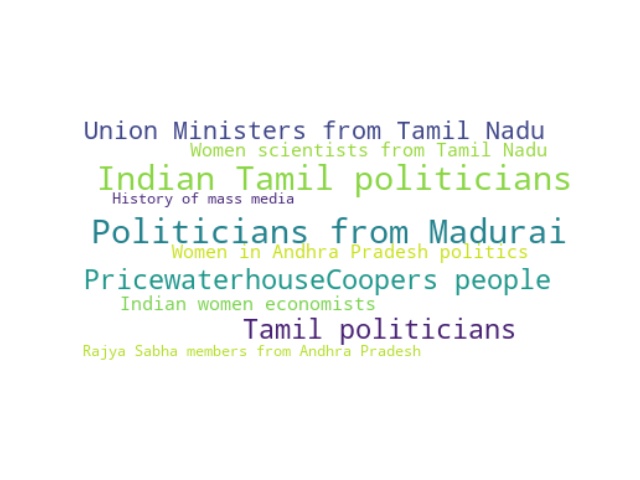 Union Ministers from Tamil Nadu
Women scientists from Tamil Nadu
Indian Tamil politicians
History of mass media
Politicians from Madurai
Women in Andhra Pradesh politics
PricewaterhouseCoopers people
Indian women economists
Tamil politicians
Rajya Sabha members from Andhra Pradesh